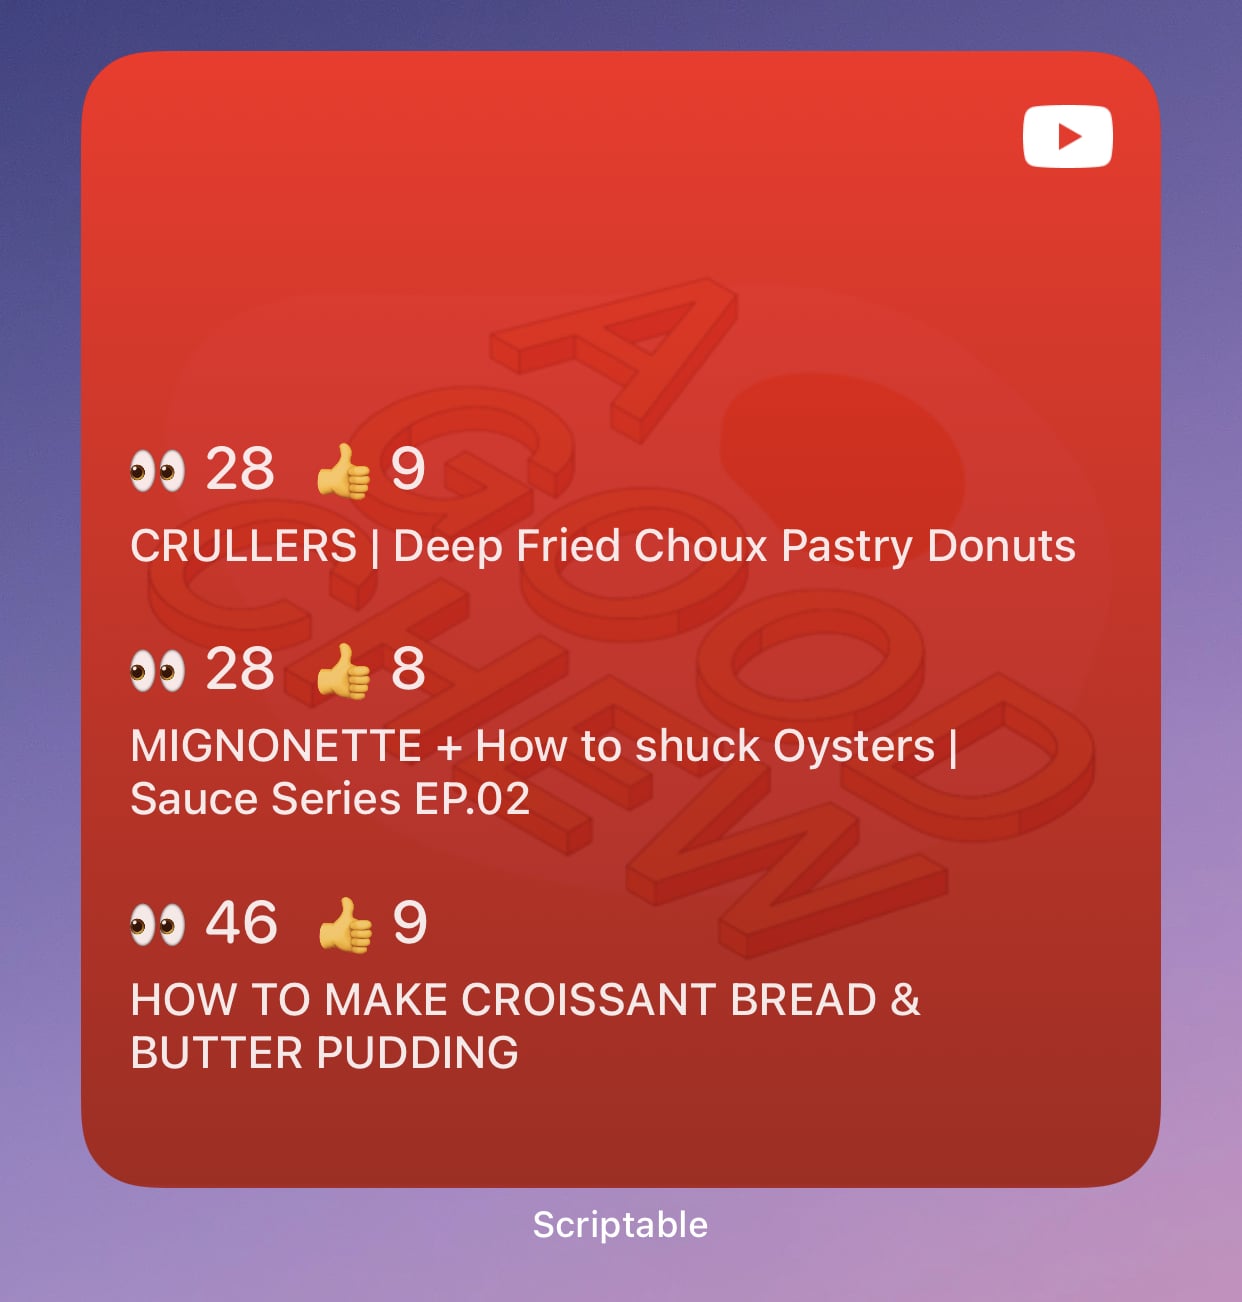 A
GOOD
CHEW
👀 28 👍 9
CRULLERS | Deep Fried Choux Pastry Donuts
👀 28 👍 8
MIGNONETTE + How to shuck Oysters |
Sauce Series EP.02
👀 46 👍 9
HOW TO MAKE CROISSANT BREAD &
BUTTER PUDDING
Scriptable